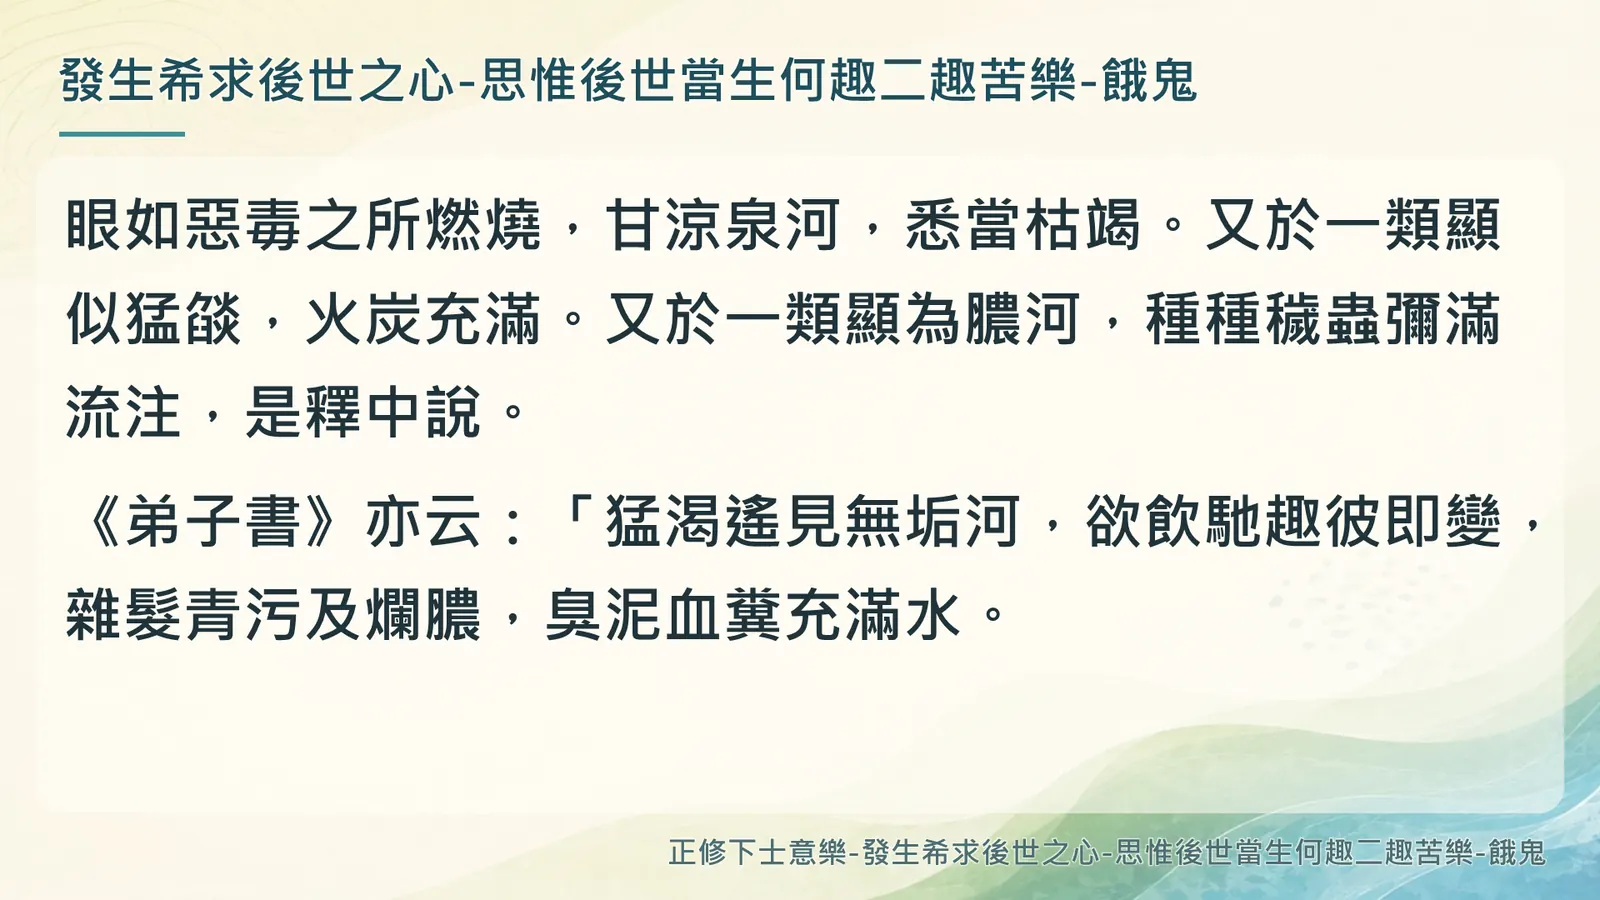 發生希求後世之心-思惟後世當生何趣二趣苦樂-餓鬼
眼如惡毒之所燃燒，甘涼泉河，悉當枯竭。又於一類顯
似猛燄，火炭充滿。又於一類顯為膿河，種種穢蟲彌滿
流注，是釋中說。
《弟子書》亦云：「猛渴遙見無垢河，欲飲馳趣彼即變，
雜髮青污及爛膿，臭泥血糞充滿水。
正修下士意樂-發生希求後世之心-思惟後世當生何趣二趣苦樂-餓鬼